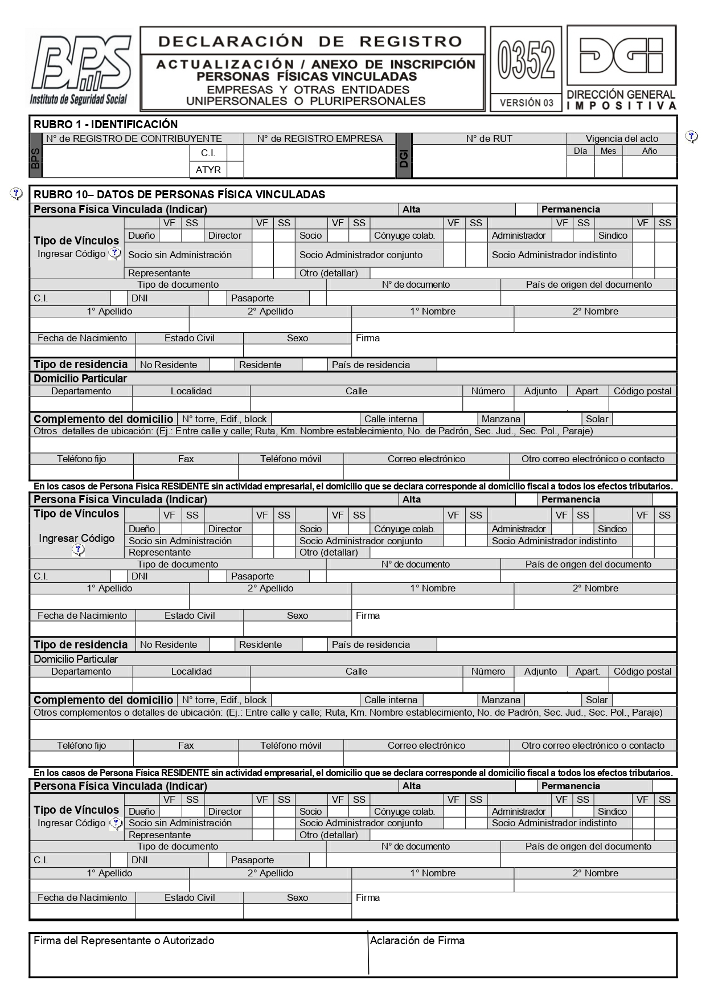 BPS
Instituto de Seguridad Social
DECLARACIÓN DE REGISTRO
ACTUALIZACIÓN / ANEXO DE INSCRIPCIÓN
PERSONAS FÍSICAS VINCULADAS
EMPRESAS Y OTRAS ENTIDADES
UNIPERSONALES O PLURIPERSONALES
0352
VERSIÓN 03
DGI
DIRECCIÓN GENERAL
IMPOSITIVA
RUBRO 1 - IDENTIFICACIÓN
BPS
N° de REGISTRO DE CONTRIBUYENTE N° de REGISTRO EMPRESA
DGI
N° de RUT Vigencia del acto ?
C.I. Día Mes Año
ATYR
? RUBRO 10– DATOS DE PERSONAS FÍSICA VINCULADAS
Persona Física Vinculada (Indicar) Alta Permanencia
VF SS VF SS VF SS VF SS VF SS VF SS
Tipo de Vínculos
Dueño Director Socio Cónyuge colab. Administrador Sindico
Ingresar Código ? Socio sin Administración Socio Administrador conjunto Socio Administrador indistinto
Representante Otro (detallar)
Tipo de documento N° de documento País de origen del documento
C.I. DNI Pasaporte
1° Apellido 2° Apellido 1° Nombre 2° Nombre
Fecha de Nacimiento Estado Civil Sexo Firma
Tipo de residencia No Residente Residente País de residencia
Domicilio Particular
Departamento Localidad Calle Número Adjunto Apart. Código postal
Complemento del domicilio N° torre, Edif., block Calle interna Manzana Solar
Otros detalles de ubicación: (Ej.: Entre calle y calle; Ruta, Km. Nombre establecimiento, No. de Padrón, Sec. Jud., Sec. Pol., Paraje)
Teléfono fijo Fax Teléfono móvil Correo electrónico Otro correo electrónico o contacto
En los casos de Persona Física RESIDENTE sin actividad empresarial, el domicilio que se declara corresponde al domicilio fiscal a todos los efectos tributarios.
Persona Física Vinculada (Indicar) Alta Permanencia
Tipo de Vínculos VF SS VF SS VF SS VF SS VF SS VF SS
Dueño Director Socio Cónyuge colab. Administrador Sindico
Ingresar Código Socio sin Administración Socio Administrador conjunto Socio Administrador indistinto
? Representante Otro (detallar)
Tipo de documento N° de documento País de origen del documento
C.I. DNI Pasaporte
1° Apellido 2° Apellido 1° Nombre 2° Nombre
Fecha de Nacimiento Estado Civil Sexo Firma
Tipo de residencia No Residente Residente País de residencia
Domicilio Particular
Departamento Localidad Calle Número Adjunto Apart. Código postal
Complemento del domicilio N° torre, Edif., block Calle interna Manzana Solar
Otros complementos o detalles de ubicación: (Ej.: Entre calle y calle; Ruta, Km. Nombre establecimiento, No. de Padrón, Sec. Jud., Sec. Pol., Paraje)
Teléfono fijo Fax Teléfono móvil Correo electrónico Otro correo electrónico o contacto
En los casos de Persona Física RESIDENTE sin actividad empresarial, el domicilio que se declara corresponde al domicilio fiscal a todos los efectos tributarios.
Persona Física Vinculada (Indicar) Alta Permanencia
VF SS VF SS VF SS VF SS VF SS VF SS
Tipo de Vínculos Dueño Director Socio Cónyuge colab. Administrador Sindico
Ingresar Código ? Socio sin Administración Socio Administrador conjunto Socio Administrador indistinto
Representante Otro (detallar)
Tipo de documento N° de documento País de origen del documento
C.I. DNI Pasaporte
1° Apellido 2° Apellido 1° Nombre 2° Nombre
Fecha de Nacimiento Estado Civil Sexo Firma
Firma del Representante o Autorizado Aclaración de Firma